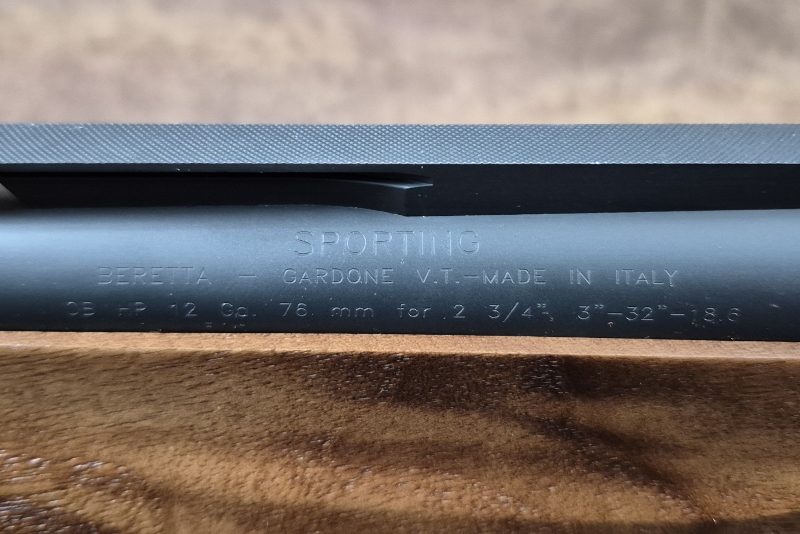 SPORTING
BERETTA - GARDONE V.T.-MADE IN ITALY
OB HP 12 Ga. 76 mm for 2 3/4", 3"-32"-18.6